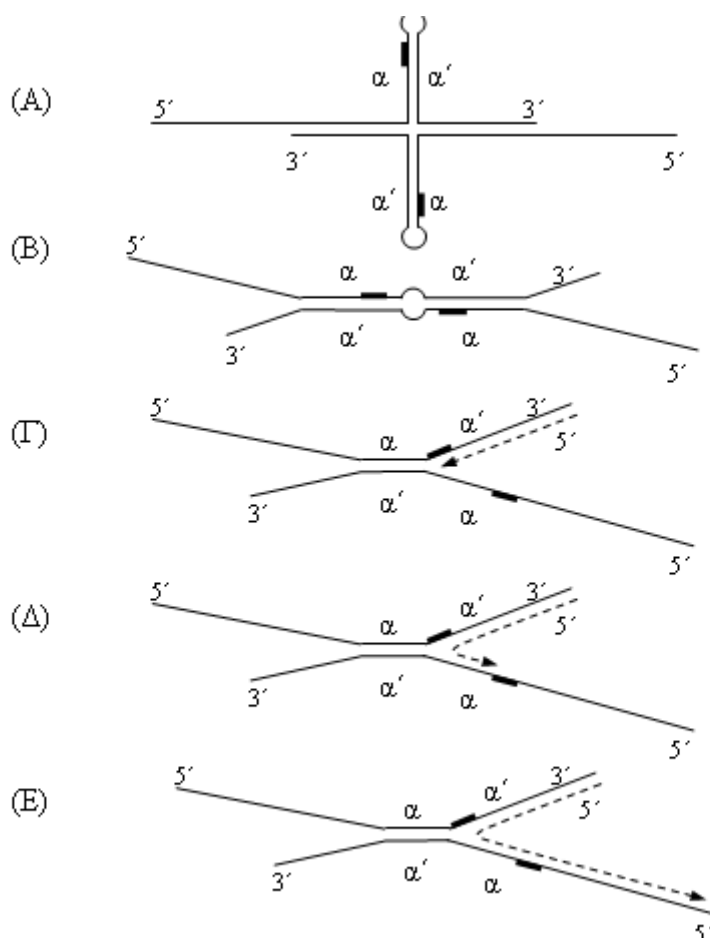 (A)
α α′
5′ 3′
3′ 5′
α′ α
(B)
5′
α α′ 3′
3′ α′ α
5′
(Γ)
5′ α α′ 3′
5′
3′ α′ α
5′
(Δ)
5′ α α′ 3′
5′
3′ α′ α
5′
(E)
5′ α α′ 3′
5′
3′ α′ α
5′